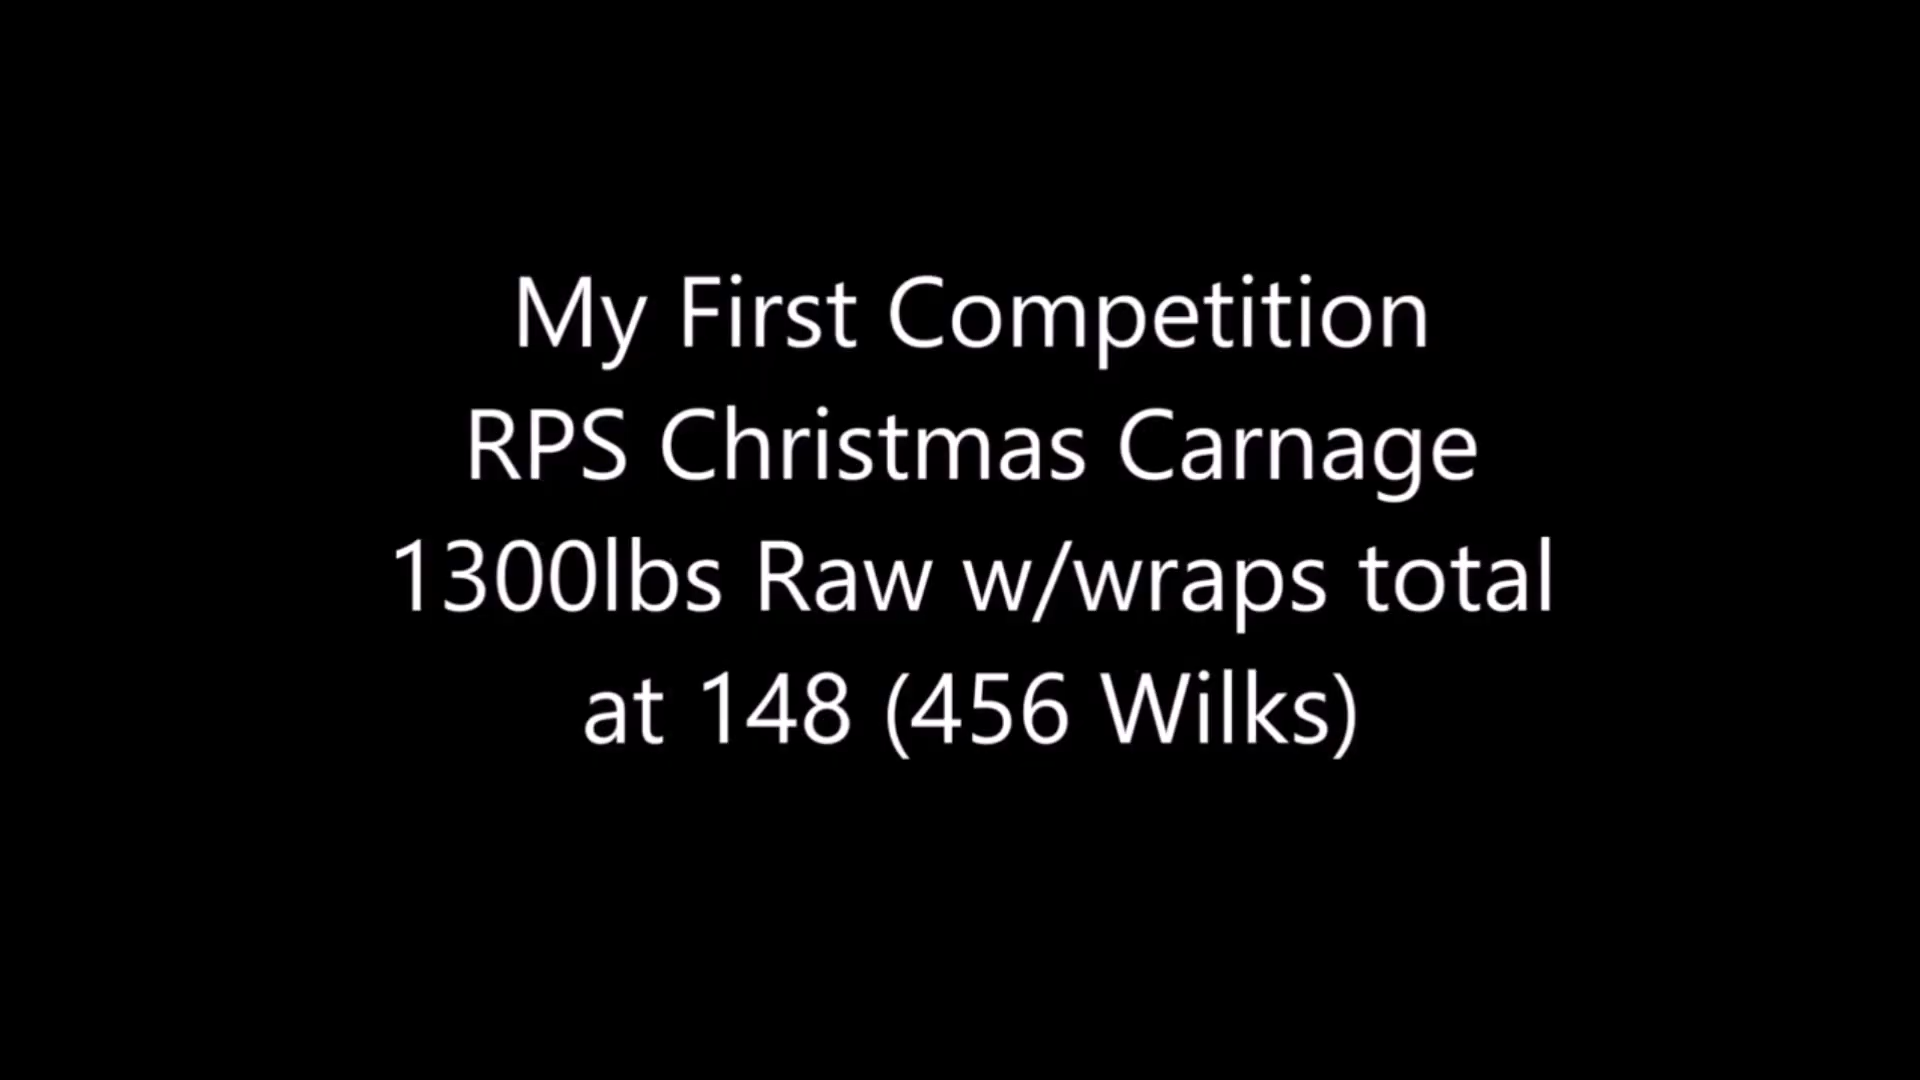 My First Competition
RPS Christmas Carnage
1300lbs Raw w/wraps total
at 148 (456 Wilks)